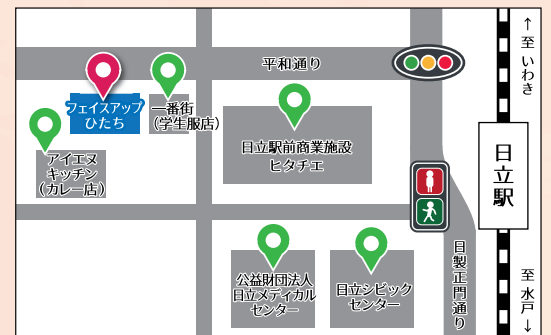 ↑至いわき
平和通り
フェイスアップ
ひたち
一番街
(学生服店)
アイエヌ
キッチン
(カレー店)
日立駅前商業施設
ヒタチエ
日立駅
公益財団法人
日立メディカル
センター
日立シビック
センター
日製正門通り
至水戸↓